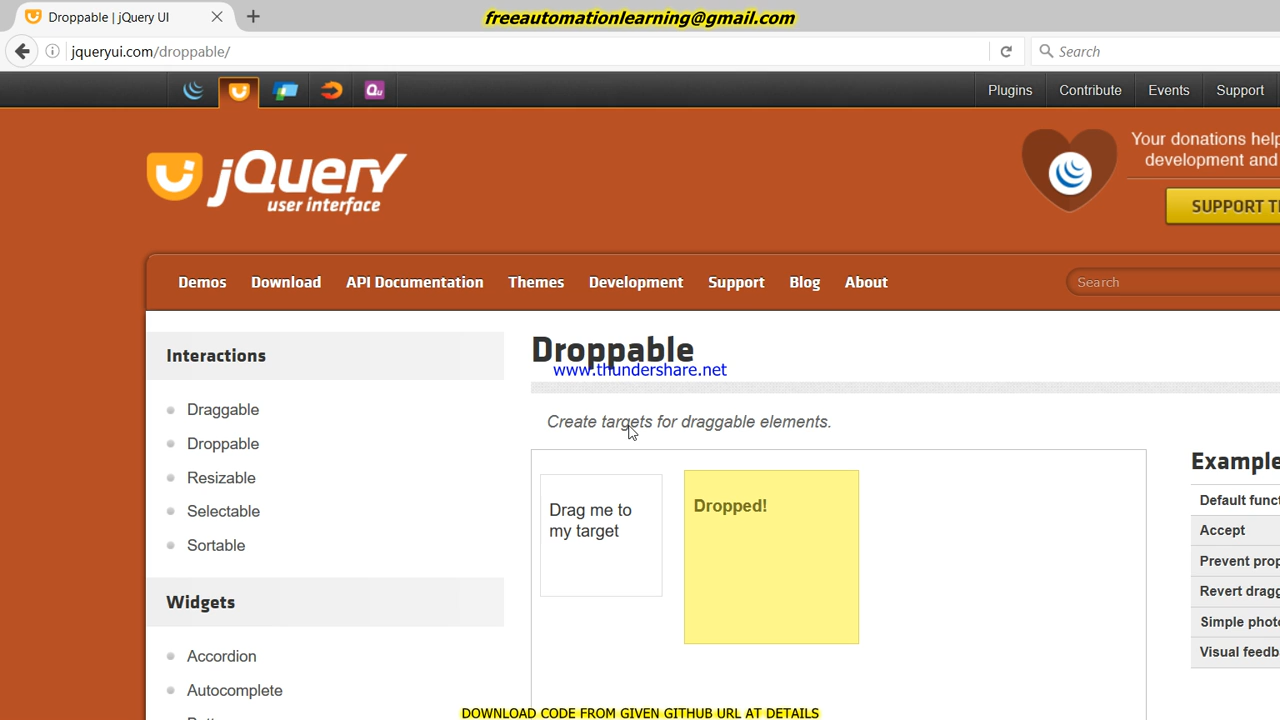 Droppable | jQuery UI
freeautomationlearning@gmail.com
jqueryui.com/droppable/
Search
Qu
Plugins
Contribute
Events
Support
jQuery
user interface
Your donations help
development and
SUPPORT T
Demos
Download
API Documentation
Themes
Development
Support
Blog
About
Search
Interactions
Draggable
Droppable
Resizable
Selectable
Sortable
Widgets
Accordion
Autocomplete
Droppable
www.thundershare.net
Create targets for draggable elements.
Drag me to
my target
Dropped!
Example
Default funct
Accept
Prevent prop
Revert dragg
Simple photo
Visual feedb
DOWNLOAD CODE FROM GIVEN GITHUB URL AT DETAILS